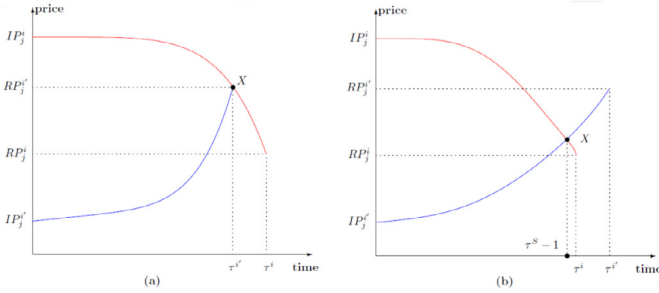 price
IP_j^i
RP_j^{i'}
X
RP_j^i
IP_j^{i'}
τ^{i'} τ^i time
(a)
price
IP_j^i
RP_j^{i'}
X
RP_j^i
IP_j^{i'}
τ^S − 1
τ^i τ^{i'} time
(b)